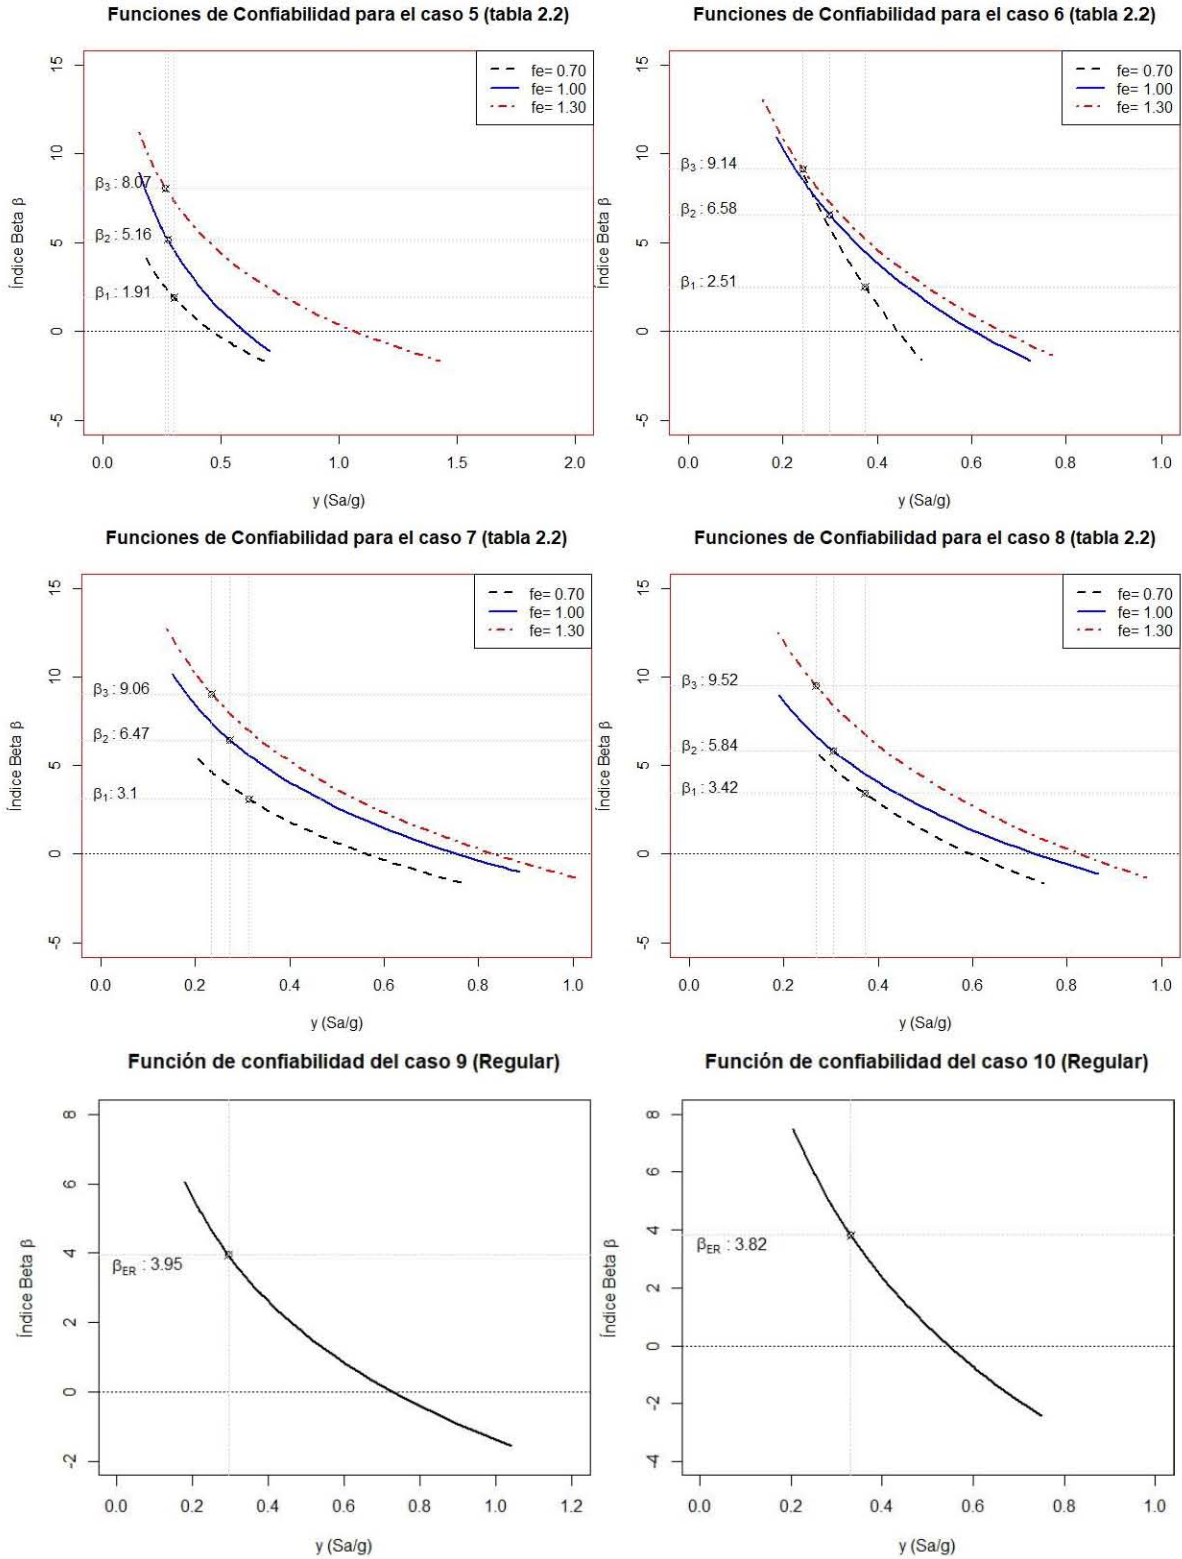 Funciones de Confiabilidad para el caso 5 (tabla 2.2)
15
10
5
0
-5
Índice Beta β
fe= 0.70
fe= 1.00
fe= 1.30
β3 : 8.07
β2 : 5.16
β1 : 1.91
0.0 0.5 1.0 1.5 2.0
y (Sa/g)
Funciones de Confiabilidad para el caso 6 (tabla 2.2)
15
10
5
0
-5
Índice Beta β
fe= 0.70
fe= 1.00
fe= 1.30
β3 : 9.14
β2 : 6.58
β1 : 2.51
0.0 0.2 0.4 0.6 0.8 1.0
y (Sa/g)
Funciones de Confiabilidad para el caso 7 (tabla 2.2)
15
10
5
0
-5
Índice Beta β
fe= 0.70
fe= 1.00
fe= 1.30
β3 : 9.06
β2 : 6.47
β1 : 3.1
0.0 0.2 0.4 0.6 0.8 1.0
y (Sa/g)
Funciones de Confiabilidad para el caso 8 (tabla 2.2)
15
10
5
0
-5
Índice Beta β
fe= 0.70
fe= 1.00
fe= 1.30
β3 : 9.52
β2 : 5.84
β1 : 3.42
0.0 0.2 0.4 0.6 0.8 1.0
y (Sa/g)
Función de confiabilidad del caso 9 (Regular)
8
6
4
2
0
-2
Índice Beta β
βER : 3.95
0.0 0.2 0.4 0.6 0.8 1.0 1.2
y (Sa/g)
Función de confiabilidad del caso 10 (Regular)
8
6
4
2
0
-2
-4
Índice Beta β
βER : 3.82
0.0 0.2 0.4 0.6 0.8 1.0
y (Sa/g)